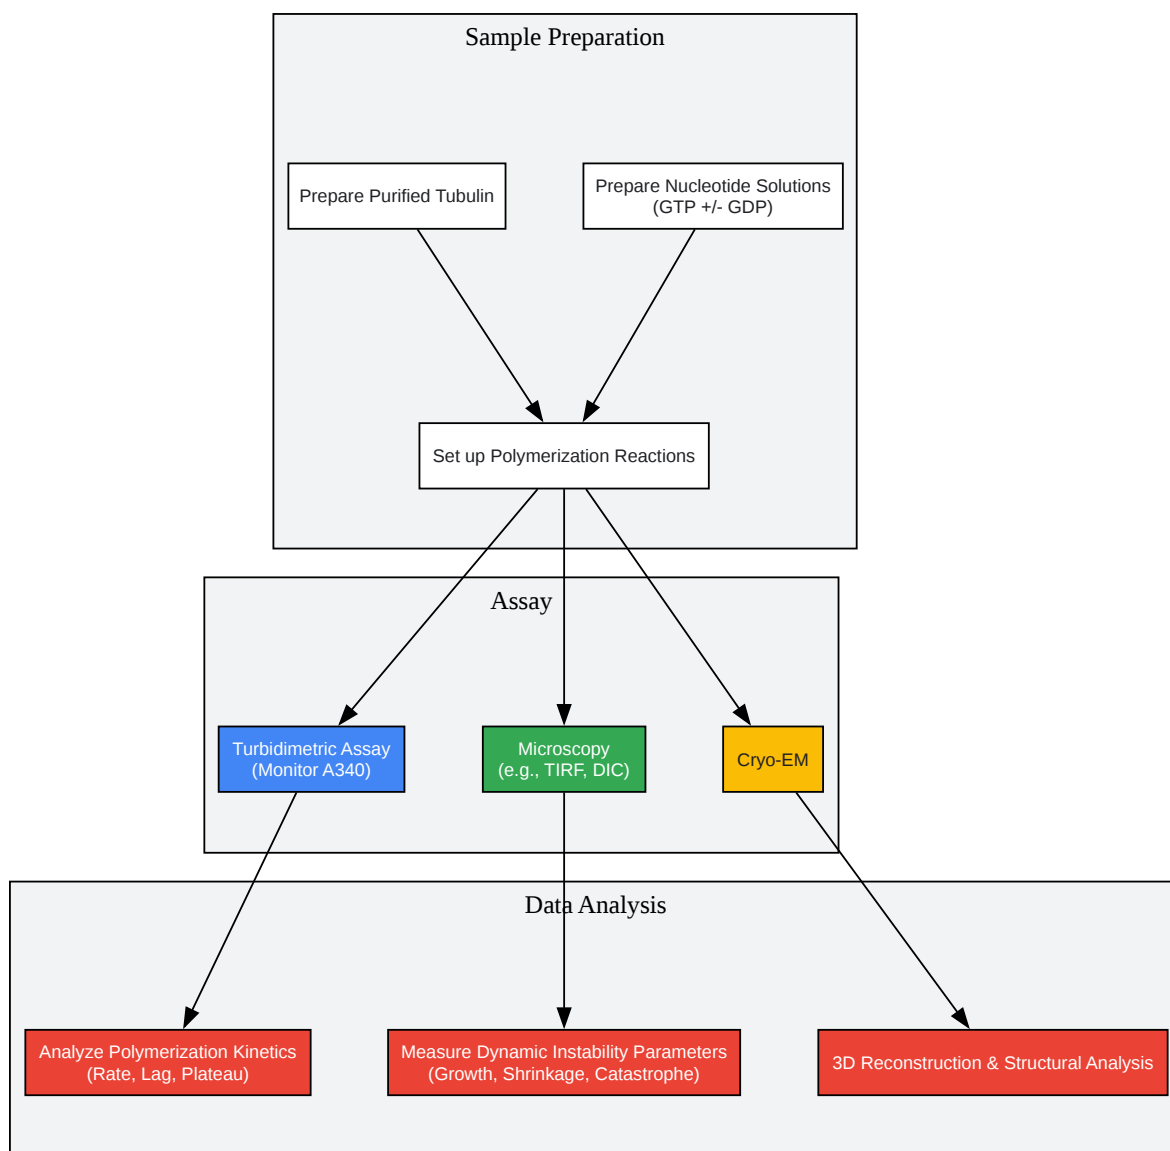 Sample Preparation
Prepare Purified Tubulin
Prepare Nucleotide Solutions
(GTP +/- GDP)
Set up Polymerization Reactions
Assay
Turbidimetric Assay
(Monitor A340)
Microscopy
(e.g., TIRF, DIC)
Cryo-EM
Data Analysis
Analyze Polymerization Kinetics
(Rate, Lag, Plateau)
Measure Dynamic Instability Parameters
(Growth, Shrinkage, Catastrophe)
3D Reconstruction & Structural Analysis